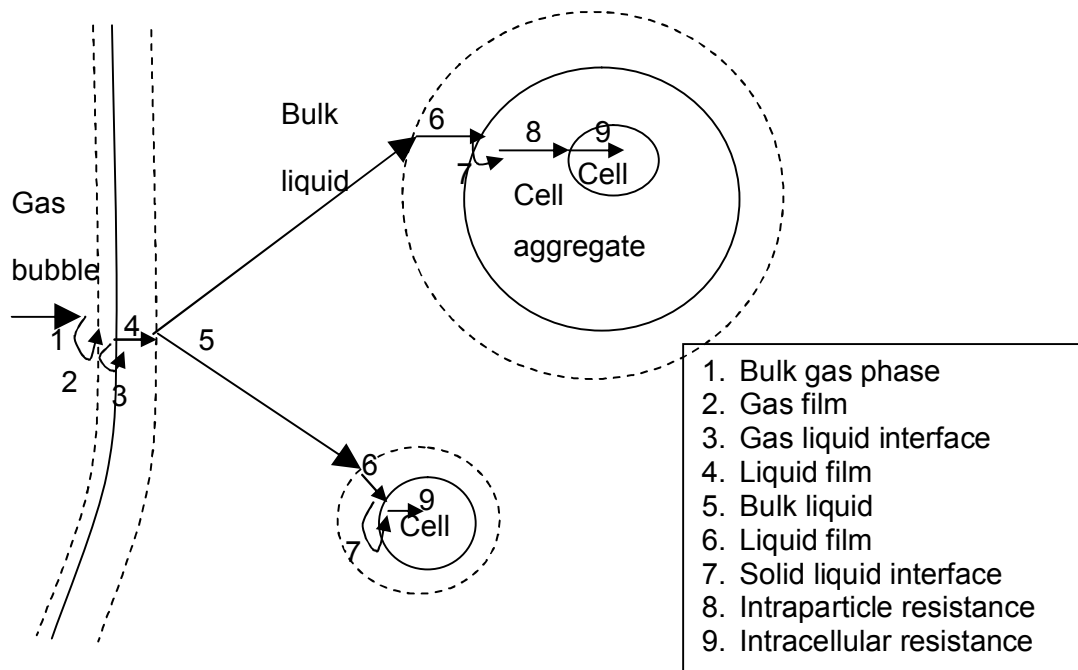 Gas
bubble
1
2
3
4
5
Bulk
liquid
6
7
8
9
Cell
Cell
aggregate
6
7
9
Cell
1. Bulk gas phase
2. Gas film
3. Gas liquid interface
4. Liquid film
5. Bulk liquid
6. Liquid film
7. Solid liquid interface
8. Intraparticle resistance
9. Intracellular resistance